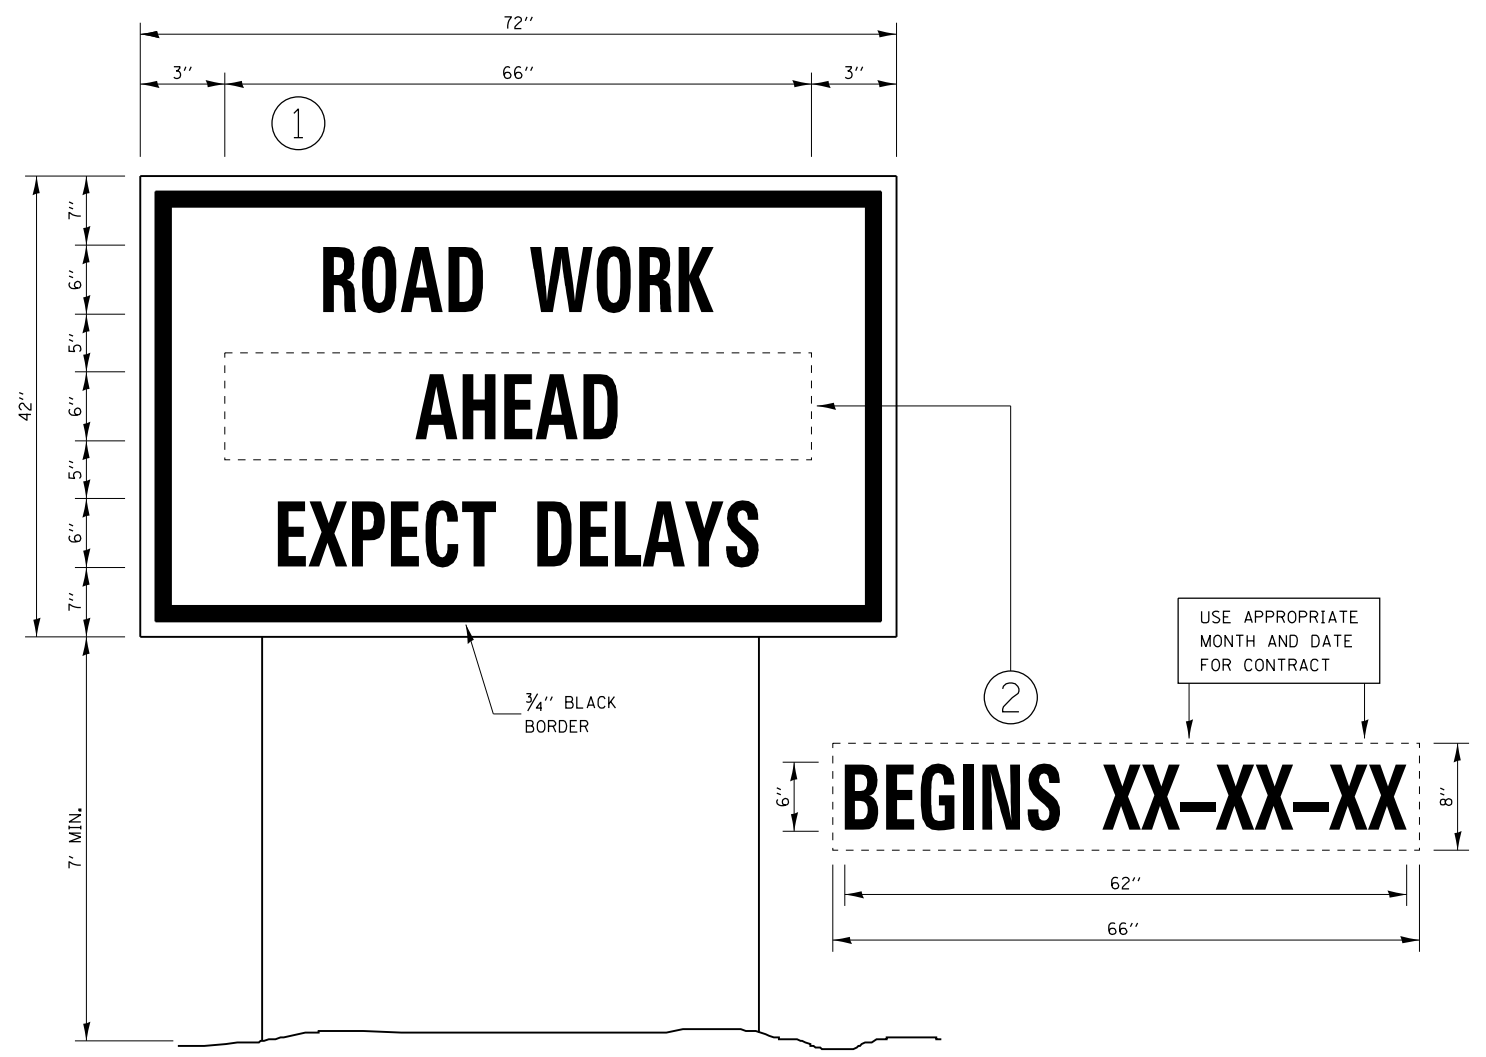 72''
3'' 66'' 3''
1
7''
6''
5''
6''
5''
6''
7''
42''
7' MIN.
ROAD WORK
AHEAD
EXPECT DELAYS
3/4'' BLACK
BORDER
2
USE APPROPRIATE
MONTH AND DATE
FOR CONTRACT
6''
BEGINS XX-XX-XX
8''
62''
66''